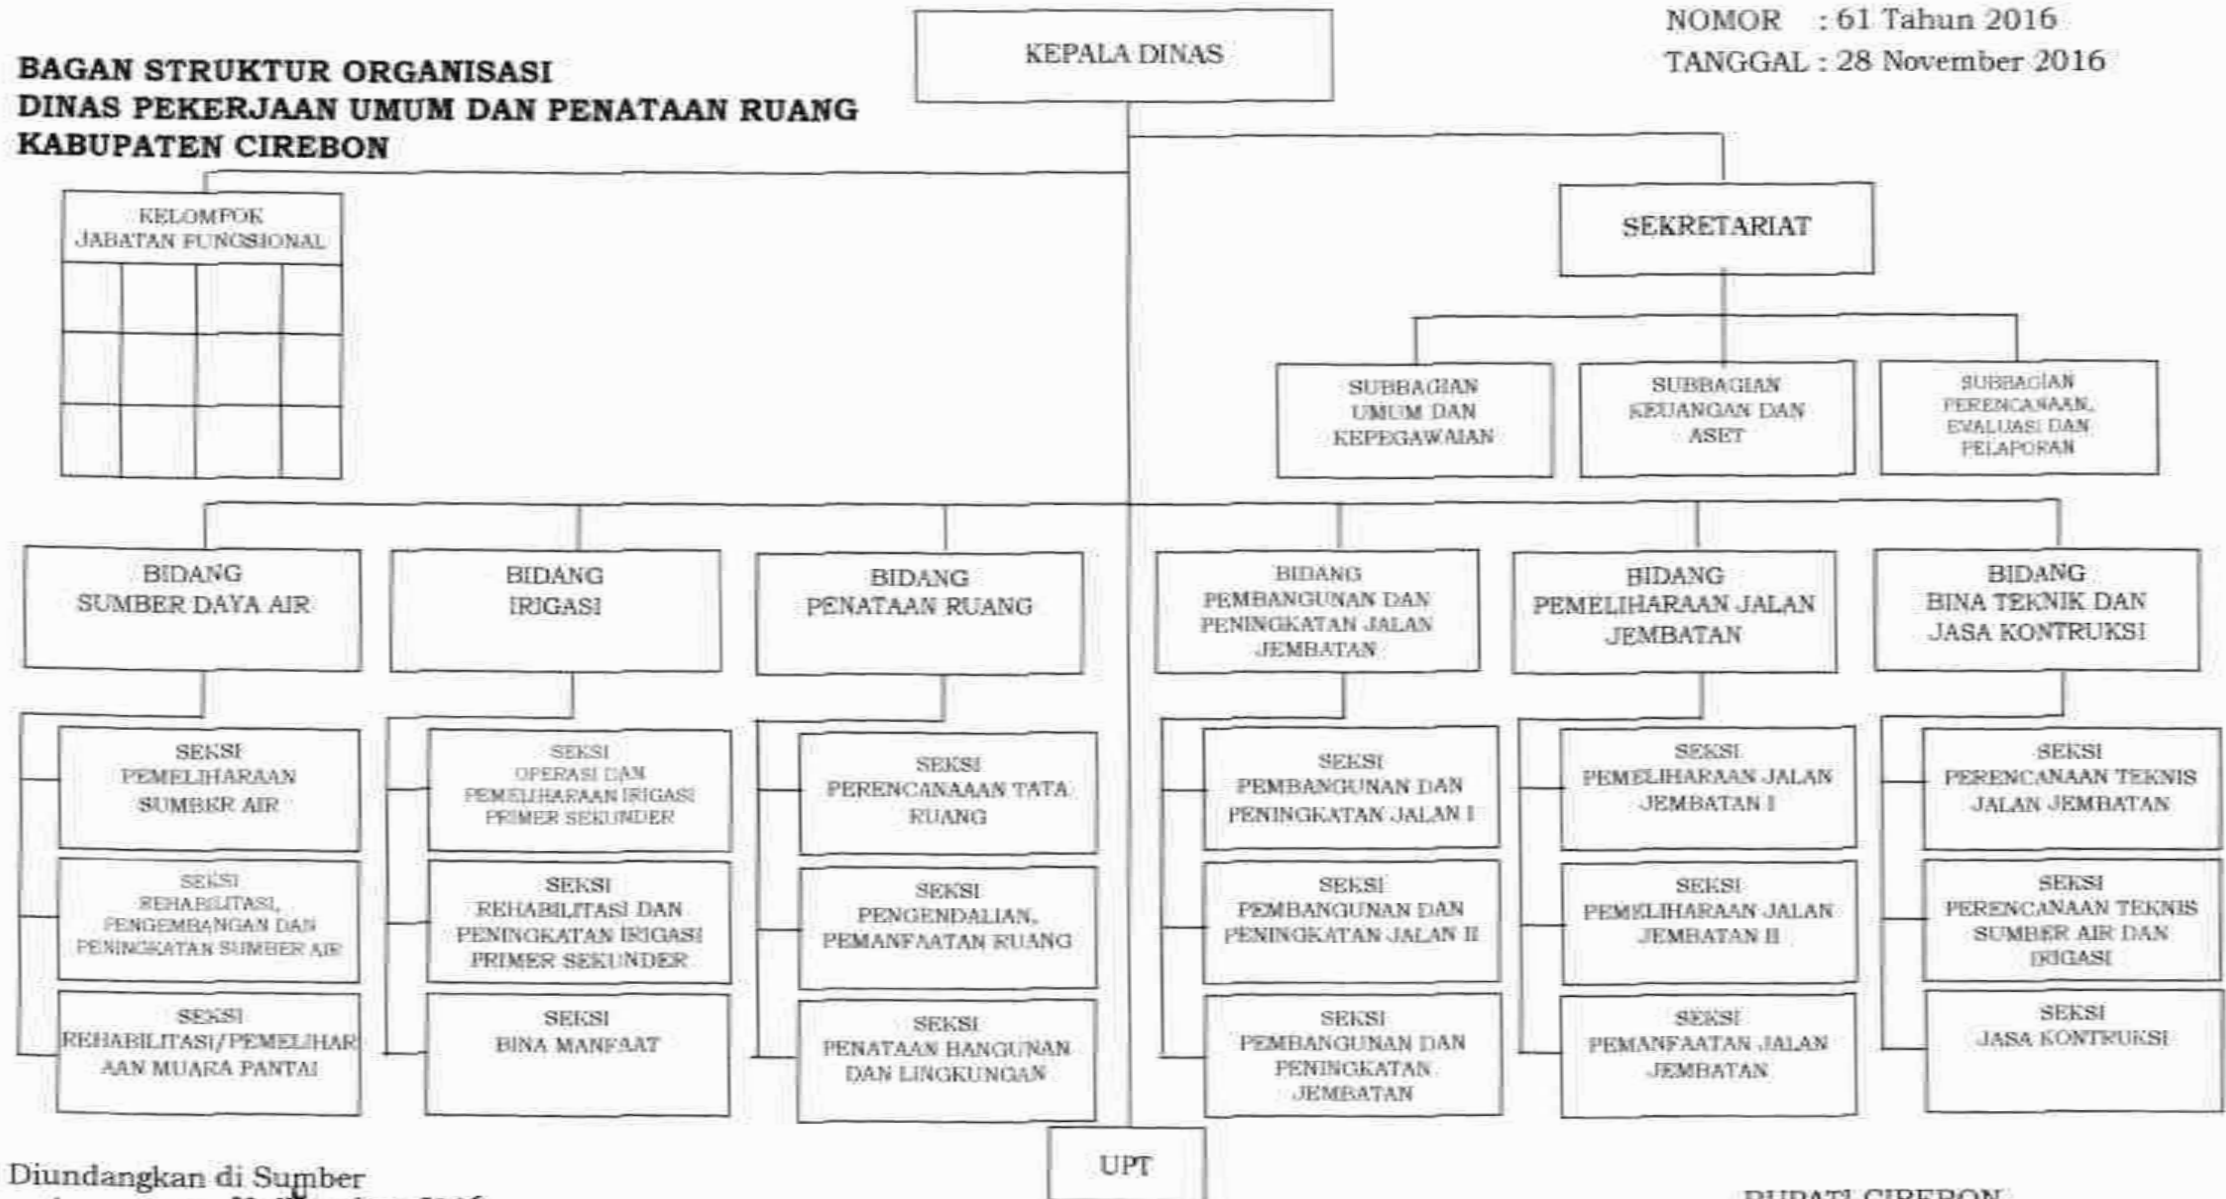 NOMOR : 61 Tahun 2016
TANGGAL : 28 November 2016
BAGAN STRUKTUR ORGANISASI
DINAS PEKERJAAN UMUM DAN PENATAAN RUANG
KABUPATEN CIREBON
KEPALA DINAS
KELOMPOK
JABATAN FUNGSIONAL
SEKRETARIAT
SUBBAGIAN
UMUM DAN
KEPEGAWAIAN
SUBBAGIAN
KEUANGAN DAN
ASET
SUBBAGIAN
PERENCANAAN,
EVALUASI DAN
PELAPORAN
BIDANG
SUMBER DAYA AIR
BIDANG
IRIGASI
BIDANG
PENATAAN RUANG
BIDANG
PEMBANGUNAN DAN
PENINGKATAN JALAN
JEMBATAN
BIDANG
PEMELIHARAAN JALAN
JEMBATAN
BIDANG
BINA TEKNIK DAN
JASA KONTRUKSI
SEKSI
PEMELIHARAAN
SUMBER AIR
SEKSI
REHABILITASI,
PENGEMBANGAN DAN
PENINGKATAN SUMBER AIR
SEKSI
REHABILITASI/PEMELIHAR
AAN MUARA PANTAI
SEKSI
OPERASI DAN
PEMELIHARAAN IRIGASI
PRIMER SEKUNDER
SEKSI
REHABILITASI DAN
PENINGKATAN IRIGASI
PRIMER SEKUNDER
SEKSI
BINA MANFAAT
SEKSI
PERENCANAAAN TATA
RUANG
SEKSI
PENGENDALIAN,
PEMANFAATAN RUANG
SEKSI
PENATAAN BANGUNAN
DAN LINGKUNGAN
SEKSI
PEMBANGUNAN DAN
PENINGKATAN JALAN I
SEKSI
PEMBANGUNAN DAN
PENINGKATAN JALAN II
SEKSI
PEMBANGUNAN DAN
PENINGKATAN
JEMBATAN
SEKSI
PEMELIHARAAN JALAN
JEMBATAN I
SEKSI
PEMELIHARAAN JALAN
JEMBATAN II
SEKSI
PEMANFAATAN JALAN
JEMBATAN
SEKSI
PERENCANAAN TEKNIS
JALAN JEMBATAN
SEKSI
PERENCANAAN TEKNIS
SUMBER AIR DAN
IRIGASI
SEKSI
JASA KONTRUKSI
UPT
Diundangkan di Sumber
BUPATI CIREBON